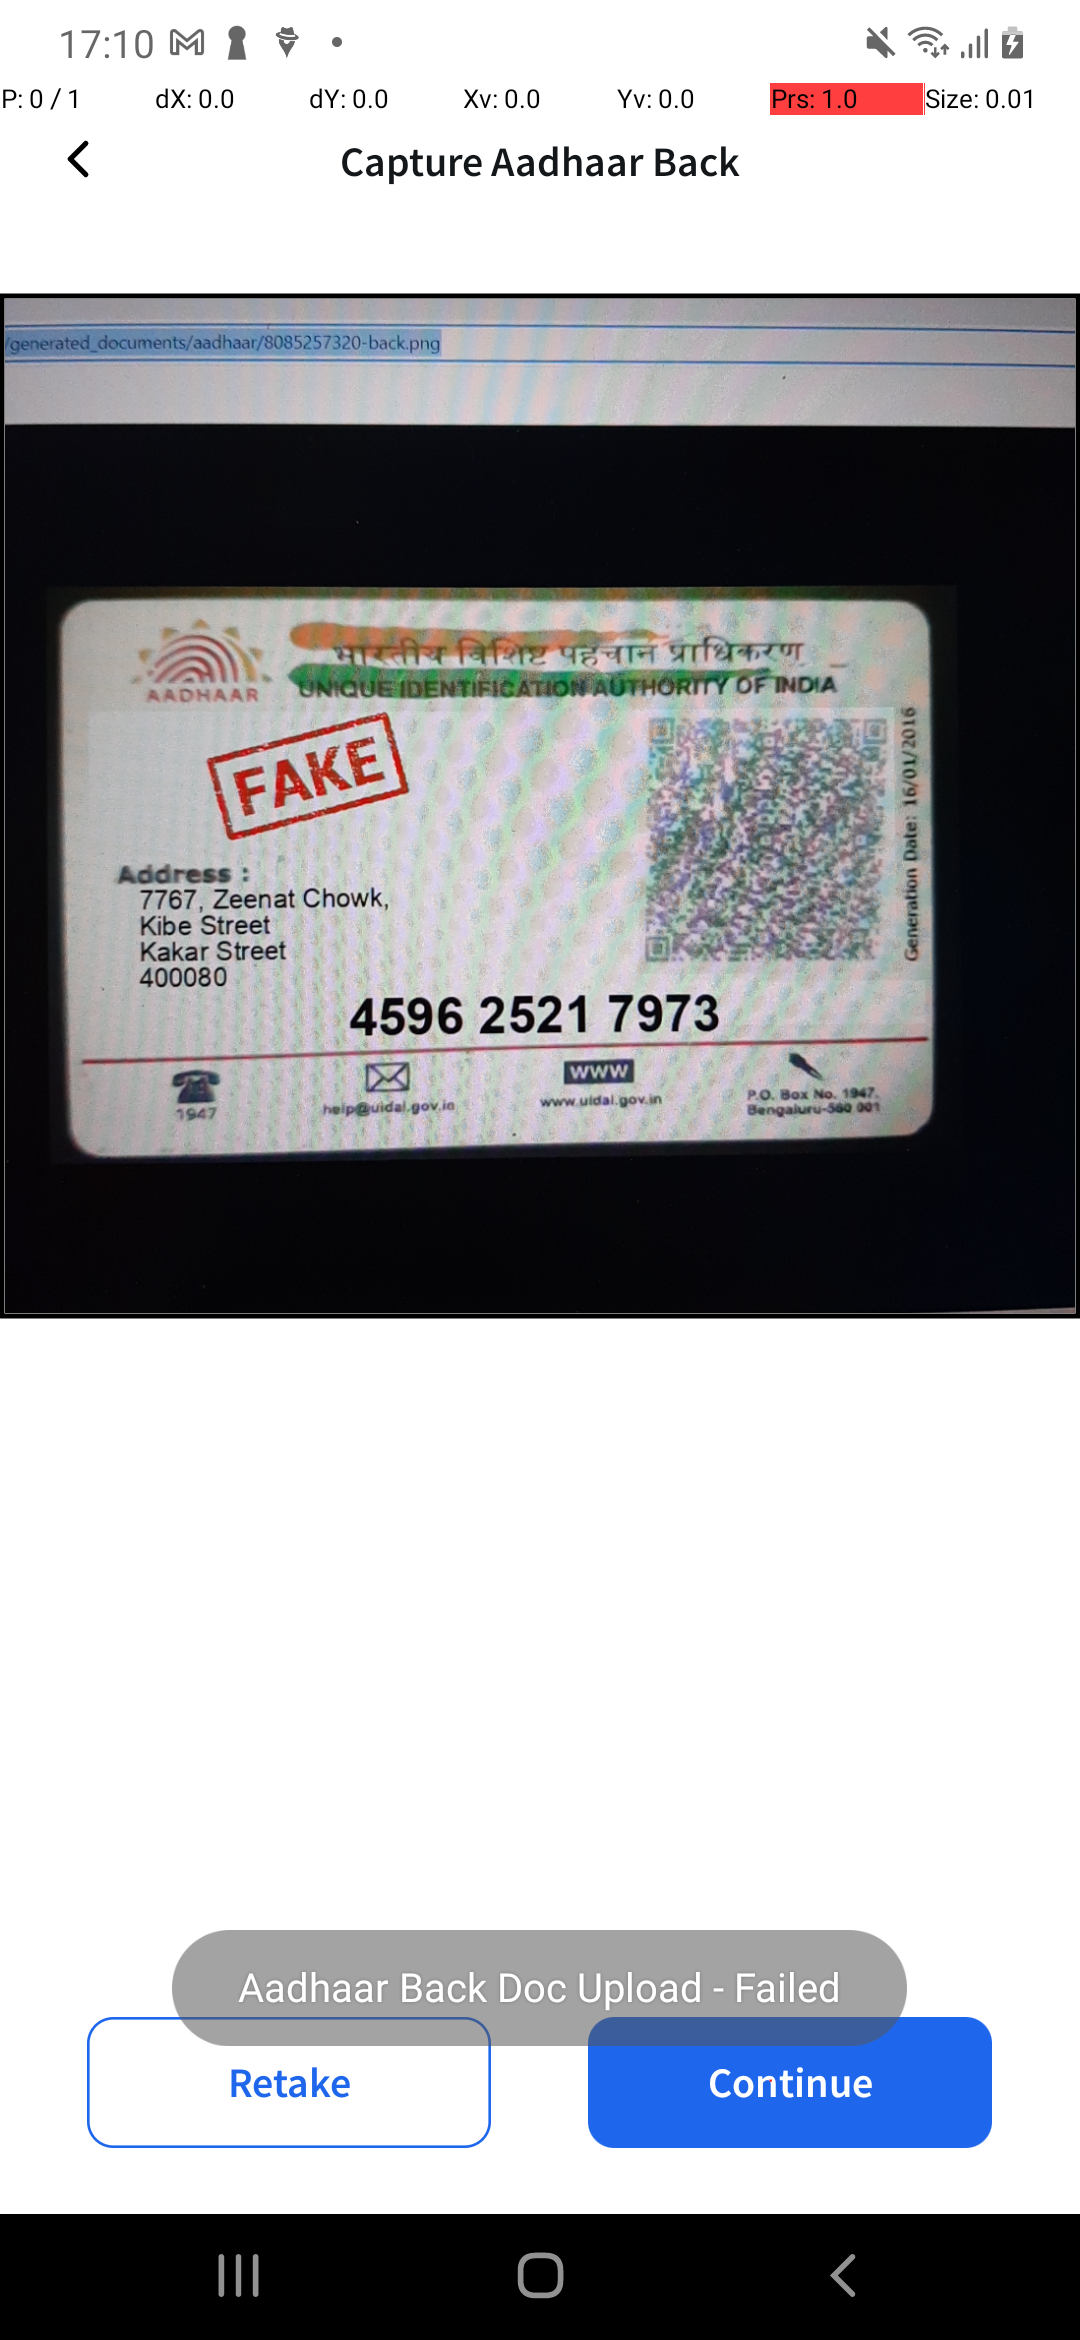 17:10
P: 0 / 1 dX: 0.0 dY: 0.0 Xv: 0.0 Yv: 0.0 Prs: 1.0 Size: 0.01
Capture Aadhaar Back
/generated_documents/aadhaar/8085257320-back.png
भारतीय विशिष्ट पहचान प्राधिकरण
AADHAAR
UNIQUE IDENTIFICATION AUTHORITY OF INDIA
FAKE
Generation Date: 16/01/2016
Address :
7767, Zeenat Chowk,
Kibe Street
Kakar Street
400080
4596 2521 7973
1947
help@uidai.gov.in
WWW
www.uidai.gov.in
P.O. Box No. 1947,
Bengaluru-560 001
Aadhaar Back Doc Upload - Failed
Retake
Continue